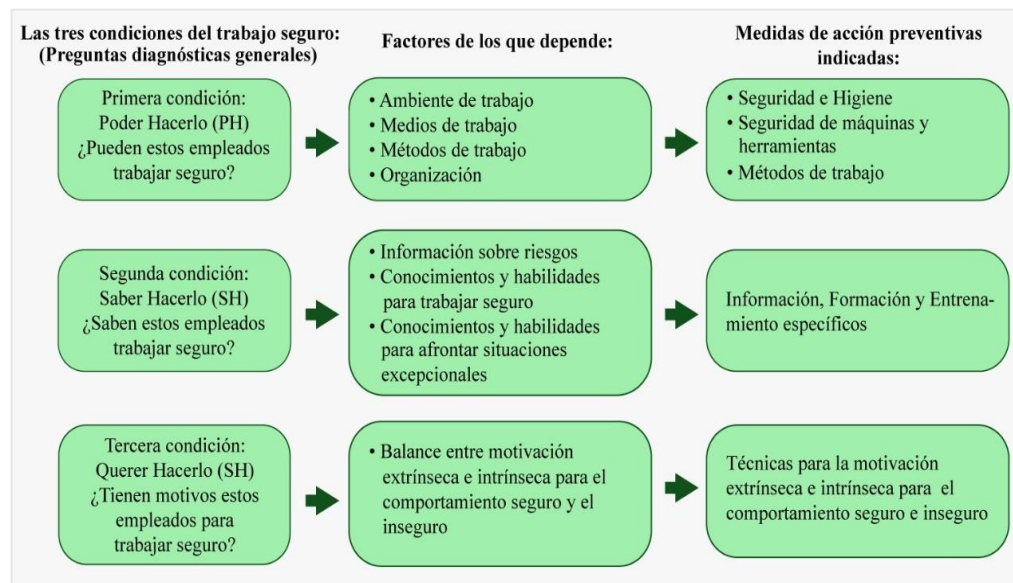 Las tres condiciones del trabajo seguro:
(Preguntas diagnósticas generales)
Factores de los que depende:
Medidas de acción preventivas
indicadas:
Primera condición:
Poder Hacerlo (PH)
¿Pueden estos empleados
trabajar seguro?
• Ambiente de trabajo
• Medios de trabajo
• Métodos de trabajo
• Organización
• Seguridad e Higiene
• Seguridad de máquinas y
herramientas
• Métodos de trabajo
Segunda condición:
Saber Hacerlo (SH)
¿Saben estos empleados
trabajar seguro?
• Información sobre riesgos
• Conocimientos y habilidades
para trabajar seguro
• Conocimientos y habilidades
para afrontar situaciones
excepcionales
Información, Formación y Entrena-
miento específicos
Tercera condición:
Querer Hacerlo (SH)
¿Tienen motivos estos
empleados para
trabajar seguro?
• Balance entre motivación
extrínseca e intrínseca para el
comportamiento seguro y el
inseguro
Técnicas para la motivación
extrínseca e intrínseca para el
comportamiento seguro e inseguro